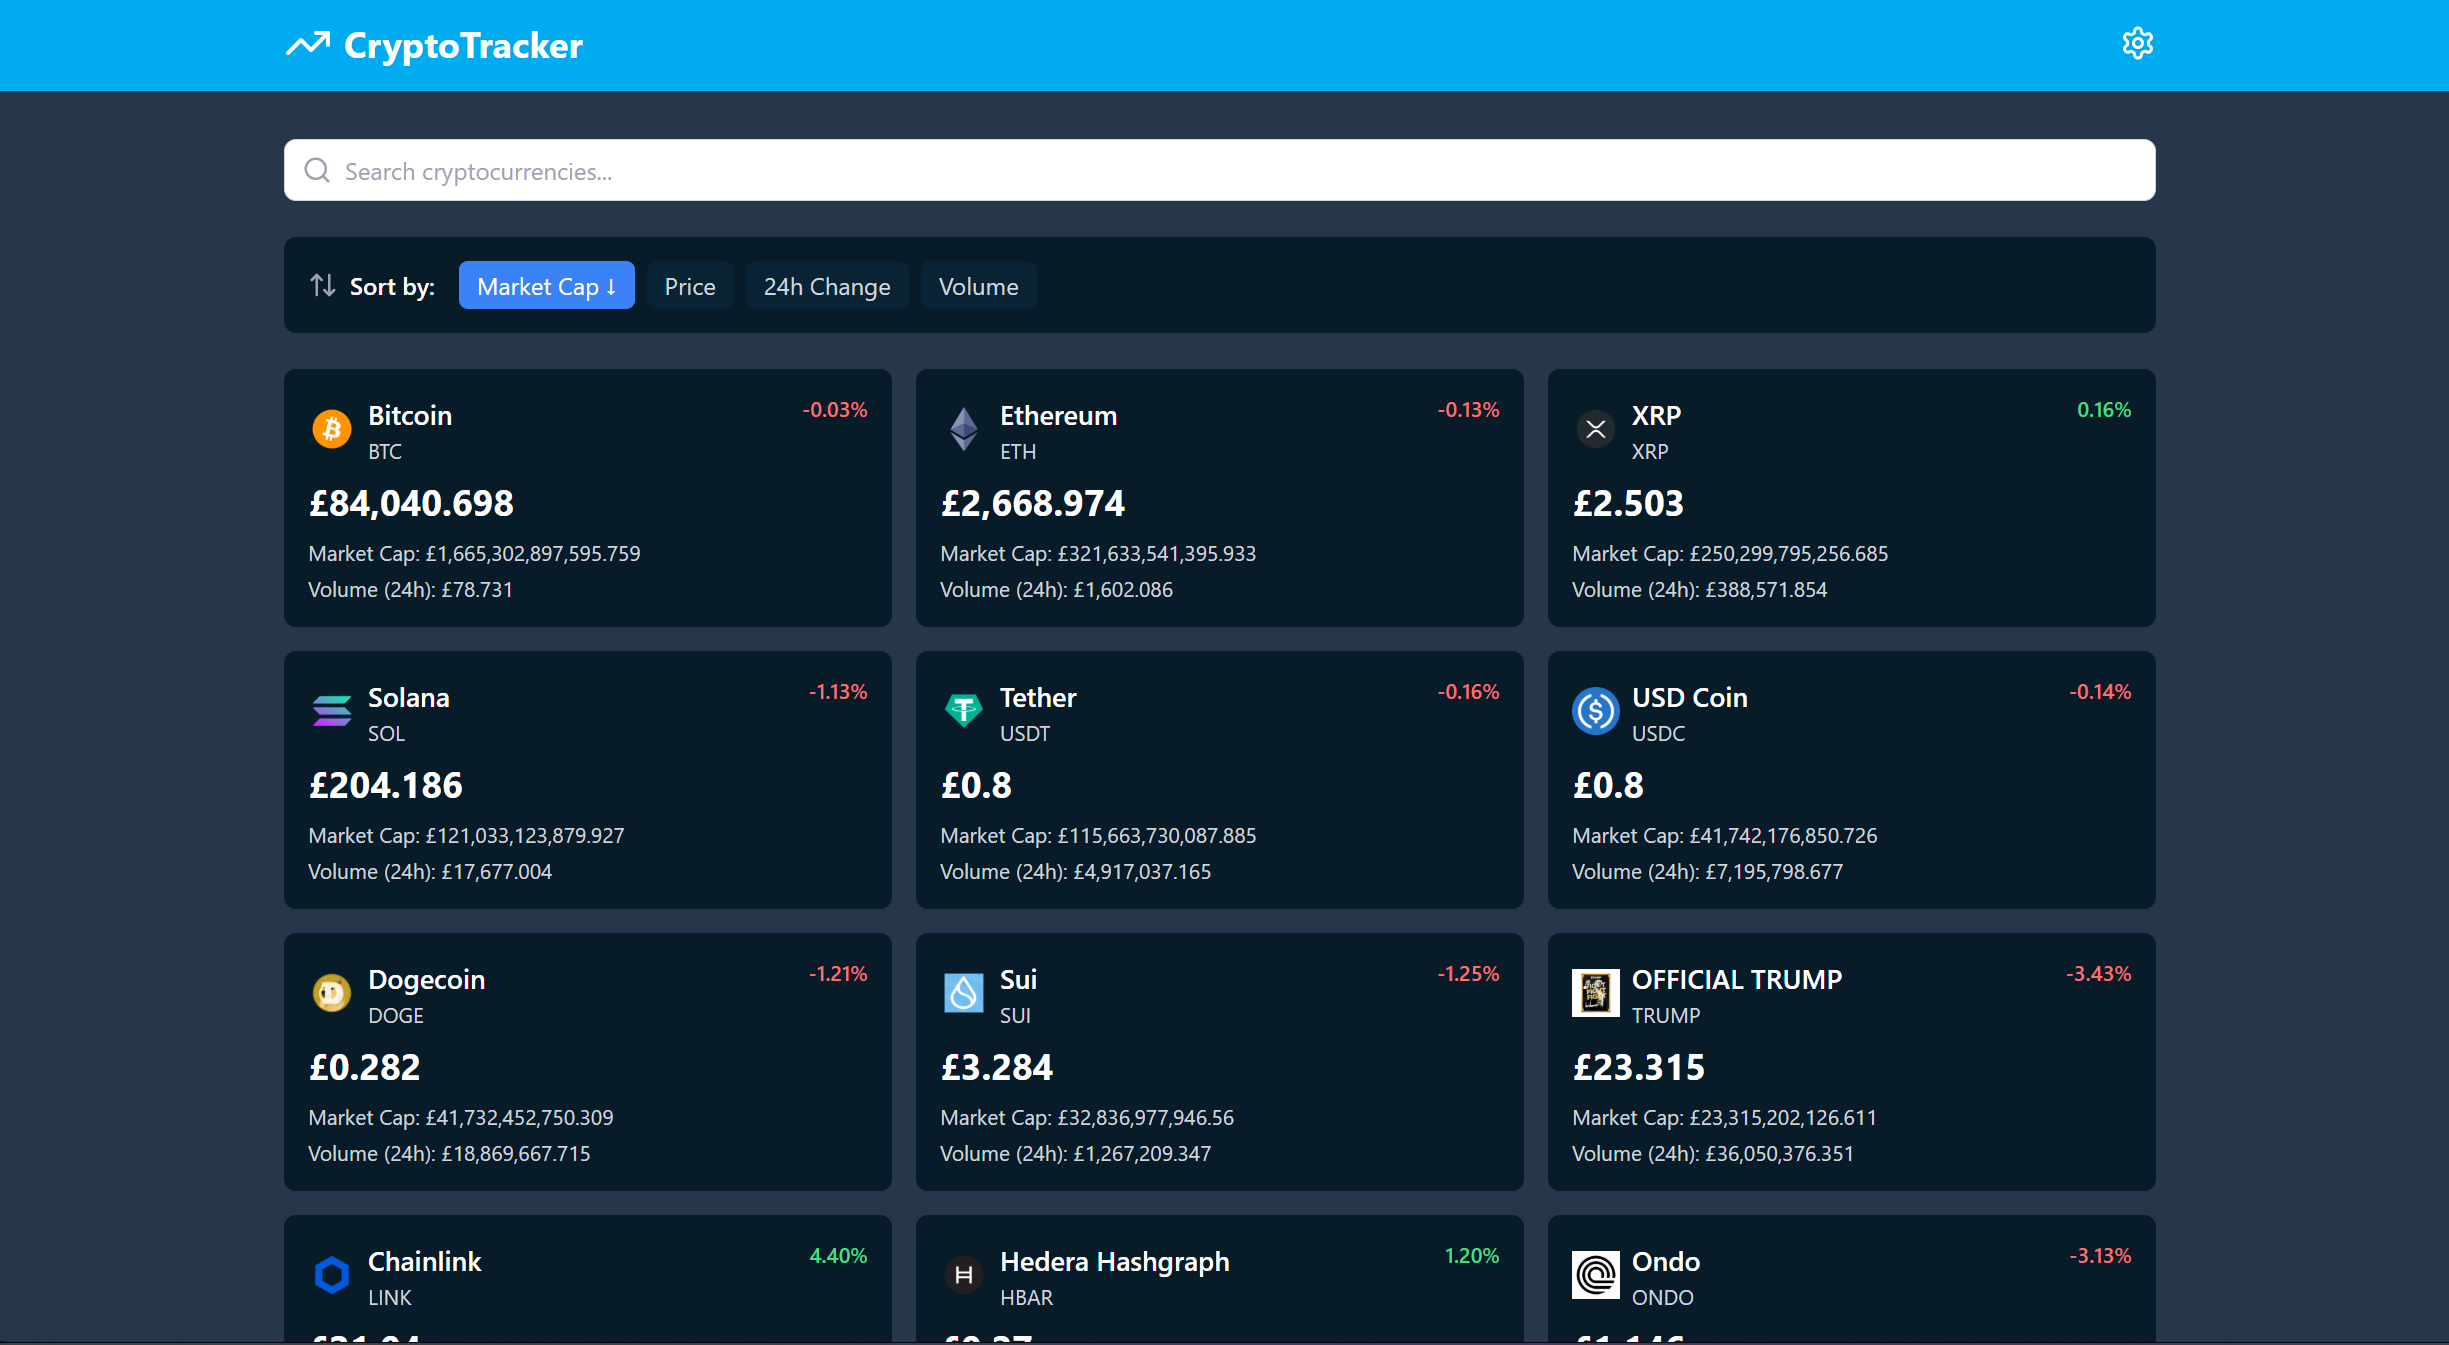 CryptoTracker
Search cryptocurrencies...
Sort by: Market Cap ↓ Price 24h Change Volume
Bitcoin -0.03%
BTC
£84,040.698
Market Cap: £1,665,302,897,595.759
Volume (24h): £78.731
Ethereum -0.13%
ETH
£2,668.974
Market Cap: £321,633,541,395.933
Volume (24h): £1,602.086
XRP 0.16%
XRP
£2.503
Market Cap: £250,299,795,256.685
Volume (24h): £388,571.854
Solana -1.13%
SOL
£204.186
Market Cap: £121,033,123,879.927
Volume (24h): £17,677.004
Tether -0.16%
USDT
£0.8
Market Cap: £115,663,730,087.885
Volume (24h): £4,917,037.165
USD Coin -0.14%
USDC
£0.8
Market Cap: £41,742,176,850.726
Volume (24h): £7,195,798.677
Dogecoin -1.21%
DOGE
£0.282
Market Cap: £41,732,452,750.309
Volume (24h): £18,869,667.715
Sui -1.25%
SUI
£3.284
Market Cap: £32,836,977,946.56
Volume (24h): £1,267,209.347
OFFICIAL TRUMP -3.43%
TRUMP
£23.315
Market Cap: £23,315,202,126.611
Volume (24h): £36,050,376.351
Chainlink 4.40%
LINK
Hedera Hashgraph 1.20%
HBAR
Ondo -3.13%
ONDO